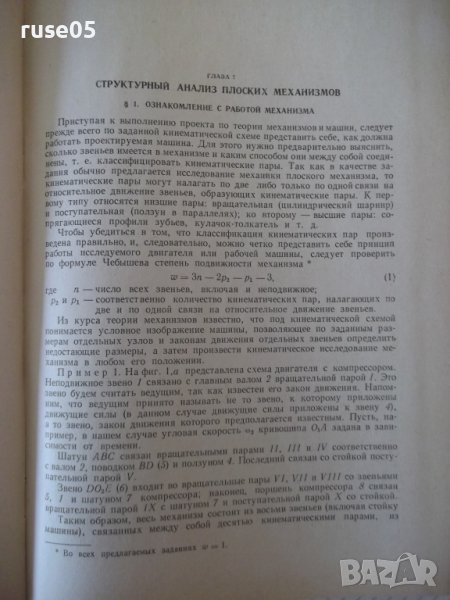 ruse05
ГЛАВА I
СТРУКТУРНЫЙ АНАЛИЗ ПЛОСКИХ МЕХАНИЗМОВ
§ 1. ОЗНАКОМЛЕНИЕ С РАБОТОЙ МЕХАНИЗМА
Приступая к выполнению проекта по теории механизмов и машин, следует
прежде всего по заданной кинематической схеме представить себе, как должна
работать проектируемая машина. Для этого нужно предварительно выяснить,
сколько звеньев имеется в механизме и каким способом они между собой соеди-
нены, т. е. классифицировать кинематические пары. Так как в качестве за-
дания обычно предлагается исследование механики плоского механизма, то
кинематические пары могут налагать по две либо только по одной связи на
относительное движение звеньев, образующих кинематические пары. К пер-
вому типу относятся низшие пары: вращательная (цилиндрический шарнир)
и поступательная (ползун в параллелях); ко второму — высшие пары: со-
прягающиеся профили зубьев, кулачок-толкатель и т. д.
Чтобы убедиться в том, что классификация кинематических пар прои-
зведена правильно, и, следовательно, можно четко представить себе принцип
работы исследуемого двигателя или рабочей машины, следует проверить
по формуле Чебышева степень подвижности механизма *
w = 3n — 2p₂ — p₁ — 3, (1)
где n — число всех звеньев, включая и неподвижное;
p₂ и p₁ — соответственно количество кинематических пар, налагающих по
две и по одной связи на относительное движение звеньев.
Из курса теории механизмов известно, что под кинематической схемой
понимается условное изображение машины, позволяющее по заданным раз-
мерам отдельных узлов и законам движения отдельных звеньев определить
недостающие размеры, а затем произвести кинематическое исследование ме-
ханизма в любом его положении.
Пример 1. На фиг. 1,а представлена схема двигателя с компрессором.
Неподвижное звено 1 связано с главным валом 2 вращательной парой I. Это
звено будем считать ведущим, так как известен его закон движения. Напом-
ним, что ведущим принято называть не то звено, к которому приложены
движущие силы (в данном случае движущие силы приложены к звену 4),
а то звено, закон движения которого предполагается известным. Пусть, на-
пример, в нашем случае угловая скорость ω₂ кривошипа O₁A задана в зави-
симости от времени.
Шатун ABC связан вращательными парами II, III и IV соответственно
с валом 2, поводком BD (5) и ползуном 4. Последний связан со стойкой посту-
пательной парой V.
Звено DO₂E (6) входит во вращательные пары VI, VII и VIII со звеньями
5, 1 и шатуном 7 компрессора; наконец, поршень компрессора 8 связан
вращательной парой IX с шатуном 7 и поступательной парой X со стойкой.
Таким образом, весь механизм состоит из восьми звеньев (включая станину
машины), связанных между собой десятью кинематическими парами, из
* Во всех предлагаемых заданиях w = 1.
BAZAR